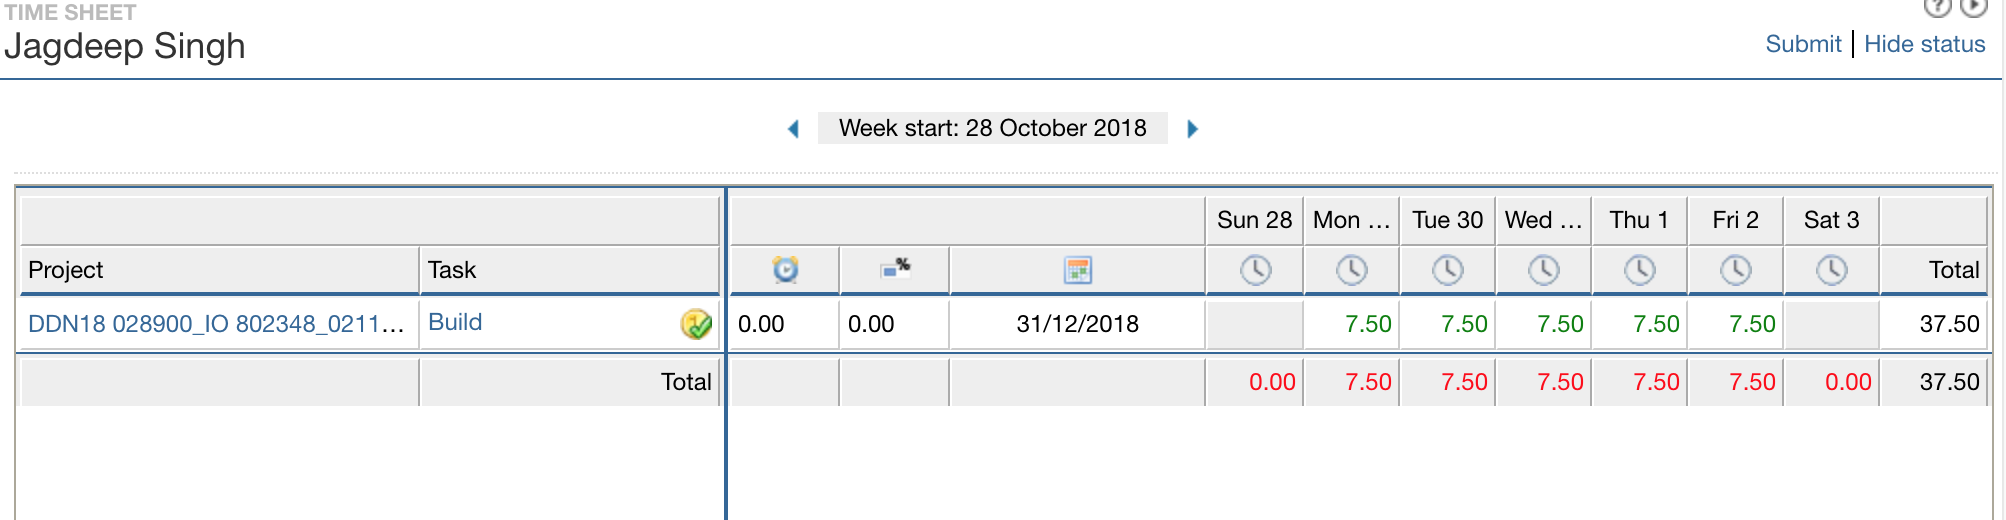 TIME SHEET
Jagdeep Singh
Submit | Hide status
Week start: 28 October 2018
Sun 28 Mon ... Tue 30 Wed ... Thu 1 Fri 2 Sat 3
Project Task % Total
DDN18 028900_IO 802348_0211... Build 0.00 0.00 31/12/2018 7.50 7.50 7.50 7.50 7.50 37.50
Total 0.00 7.50 7.50 7.50 7.50 7.50 0.00 37.50